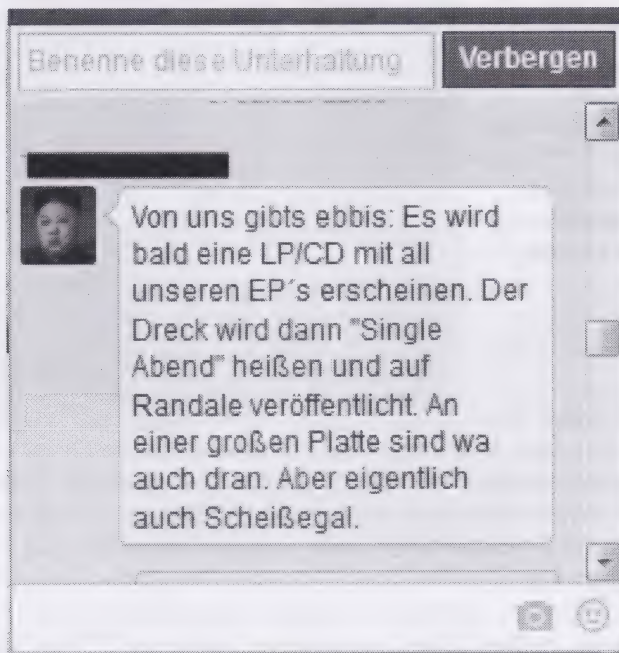 Benenne diese Unterhaltung
Verbergen
Von uns gibts ebbis: Es wird
bald eine LP/CD mit all
unseren EP´s erscheinen. Der
Dreck wird dann "Single
Abend" heißen und auf
Randale veröffentlicht. An
einer großen Platte sind wa
auch dran. Aber eigentlich
auch Scheißegal.